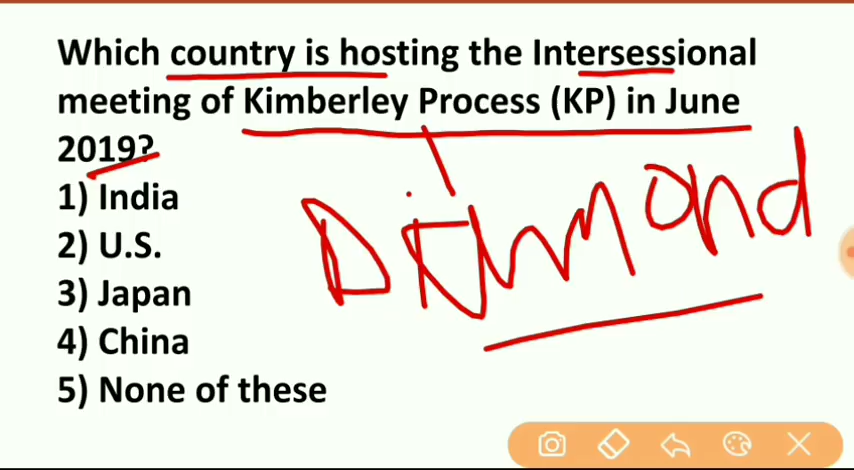 Which country is hosting the Intersessional
meeting of Kimberley Process (KP) in June
2019?
1) India
2) U.S.
3) Japan
4) China
5) None of these
Diamond